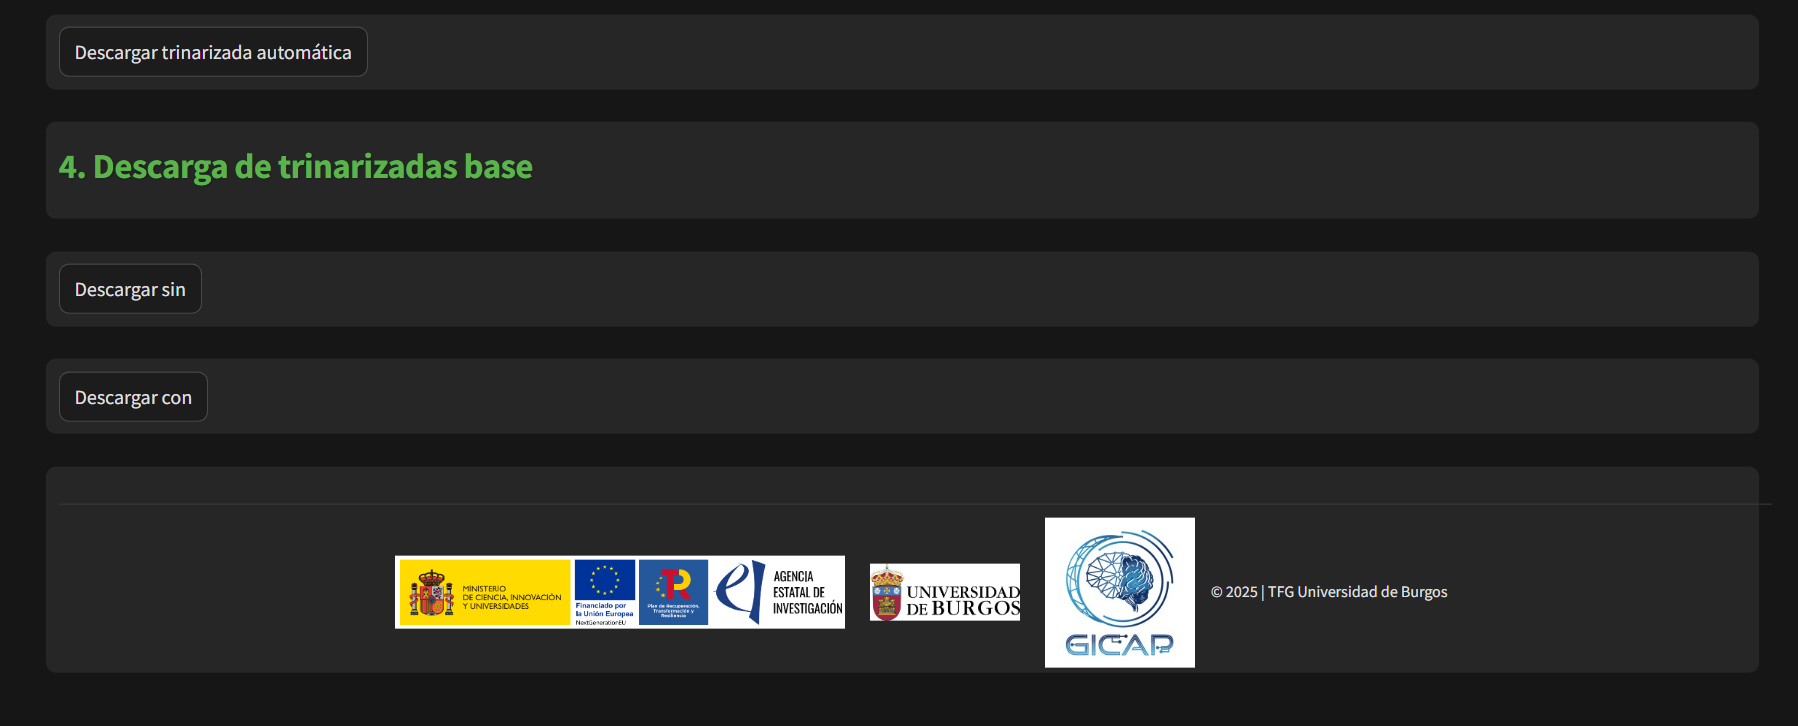 Descargar trinarizada automática
4. Descarga de trinarizadas base
Descargar sin
Descargar con
MINISTERIO
DE CIENCIA, INNOVACIÓN
Y UNIVERSIDADES
Financiado por
la Unión Europea
NextGenerationEU
TR
Plan de Recuperación,
Transformación y
Resiliencia
AGENCIA
ESTATAL DE
INVESTIGACIÓN
UNIVERSIDAD
DE BURGOS
GICAP
© 2025 | TFG Universidad de Burgos